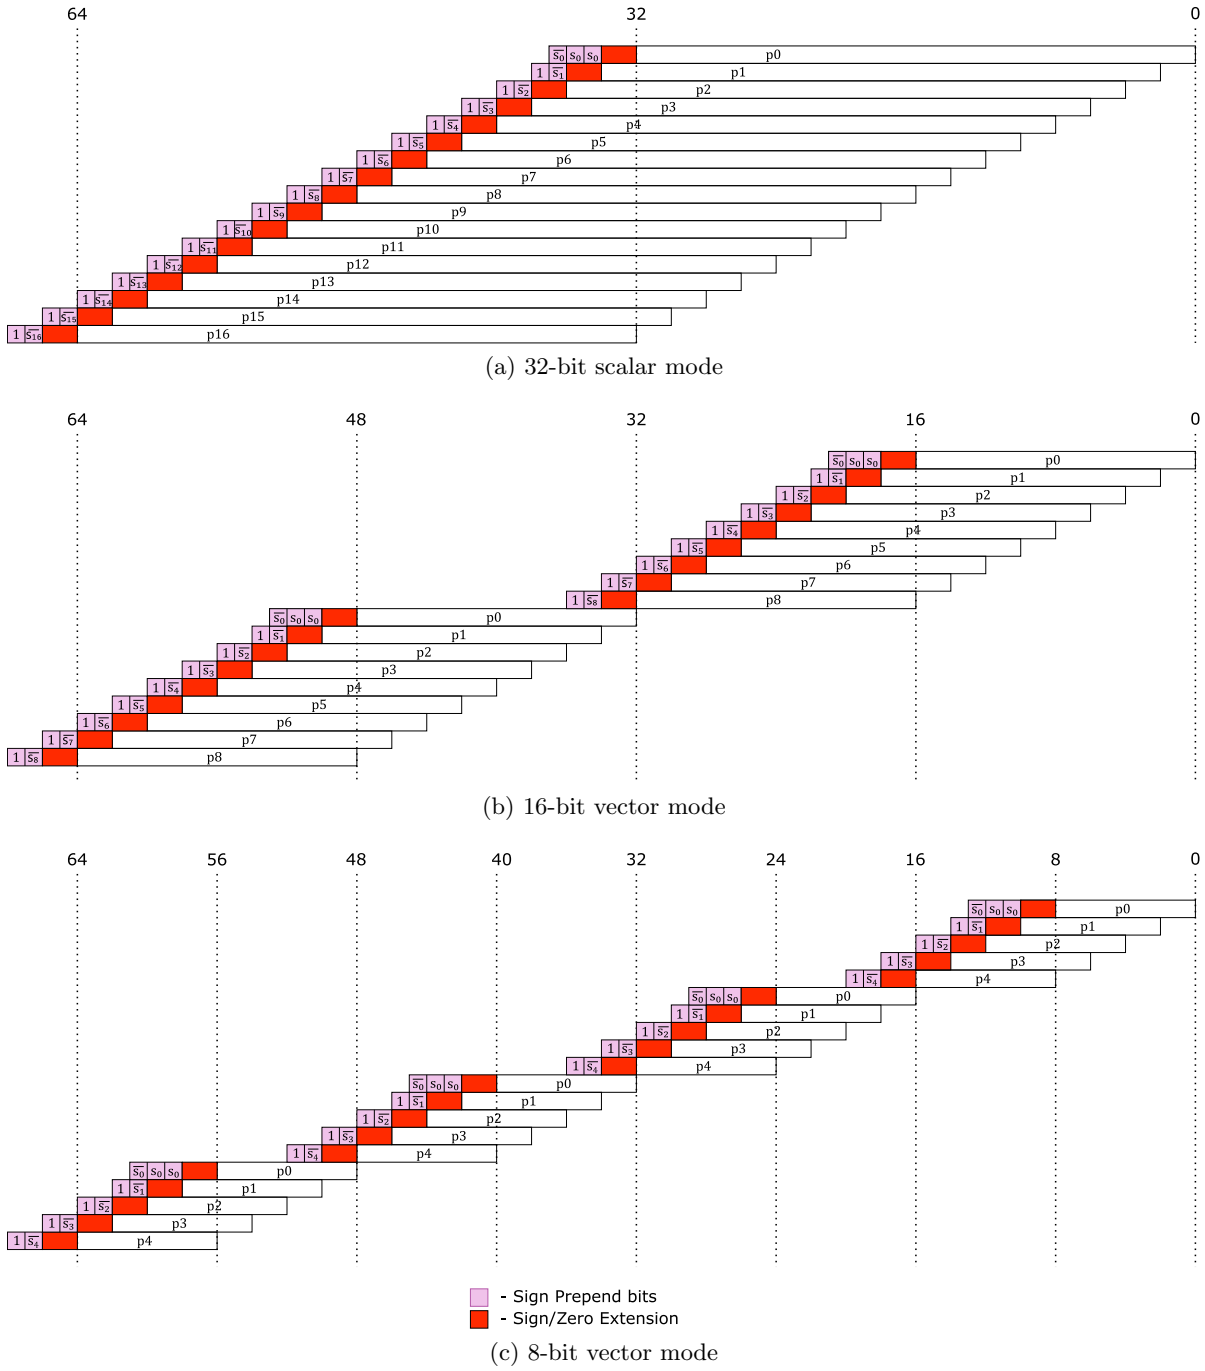 64 32 0
s̅₀ s₀ s₀ p0
1 s̅₁ p1
1 s̅₂ p2
1 s̅₃ p3
1 s̅₄ p4
1 s̅₅ p5
1 s̅₆ p6
1 s̅₇ p7
1 s̅₈ p8
1 s̅₉ p9
1 s̅₁₀ p10
1 s̅₁₁ p11
1 s̅₁₂ p12
1 s̅₁₃ p13
1 s̅₁₄ p14
1 s̅₁₅ p15
1 s̅₁₆ p16
(a) 32-bit scalar mode
64 48 32 16 0
s̅₀ s₀ s₀ p0
1 s̅₁ p1
1 s̅₂ p2
1 s̅₃ p3
1 s̅₄ p4
1 s̅₅ p5
1 s̅₆ p6
1 s̅₇ p7
1 s̅₈ p8
s̅₀ s₀ s₀ p0
1 s̅₁ p1
1 s̅₂ p2
1 s̅₃ p3
1 s̅₄ p4
1 s̅₅ p5
1 s̅₆ p6
1 s̅₇ p7
1 s̅₈ p8
(b) 16-bit vector mode
64 56 48 40 32 24 16 8 0
s̅₀ s₀ s₀ p0
1 s̅₁ p1
1 s̅₂ p2
1 s̅₃ p3
1 s̅₄ p4
s̅₀ s₀ s₀ p0
1 s̅₁ p1
1 s̅₂ p2
1 s̅₃ p3
1 s̅₄ p4
s̅₀ s₀ s₀ p0
1 s̅₁ p1
1 s̅₂ p2
1 s̅₃ p3
1 s̅₄ p4
s̅₀ s₀ s₀ p0
1 s̅₁ p1
1 s̅₂ p2
1 s̅₃ p3
1 s̅₄ p4
- Sign Prepend bits
- Sign/Zero Extension
(c) 8-bit vector mode